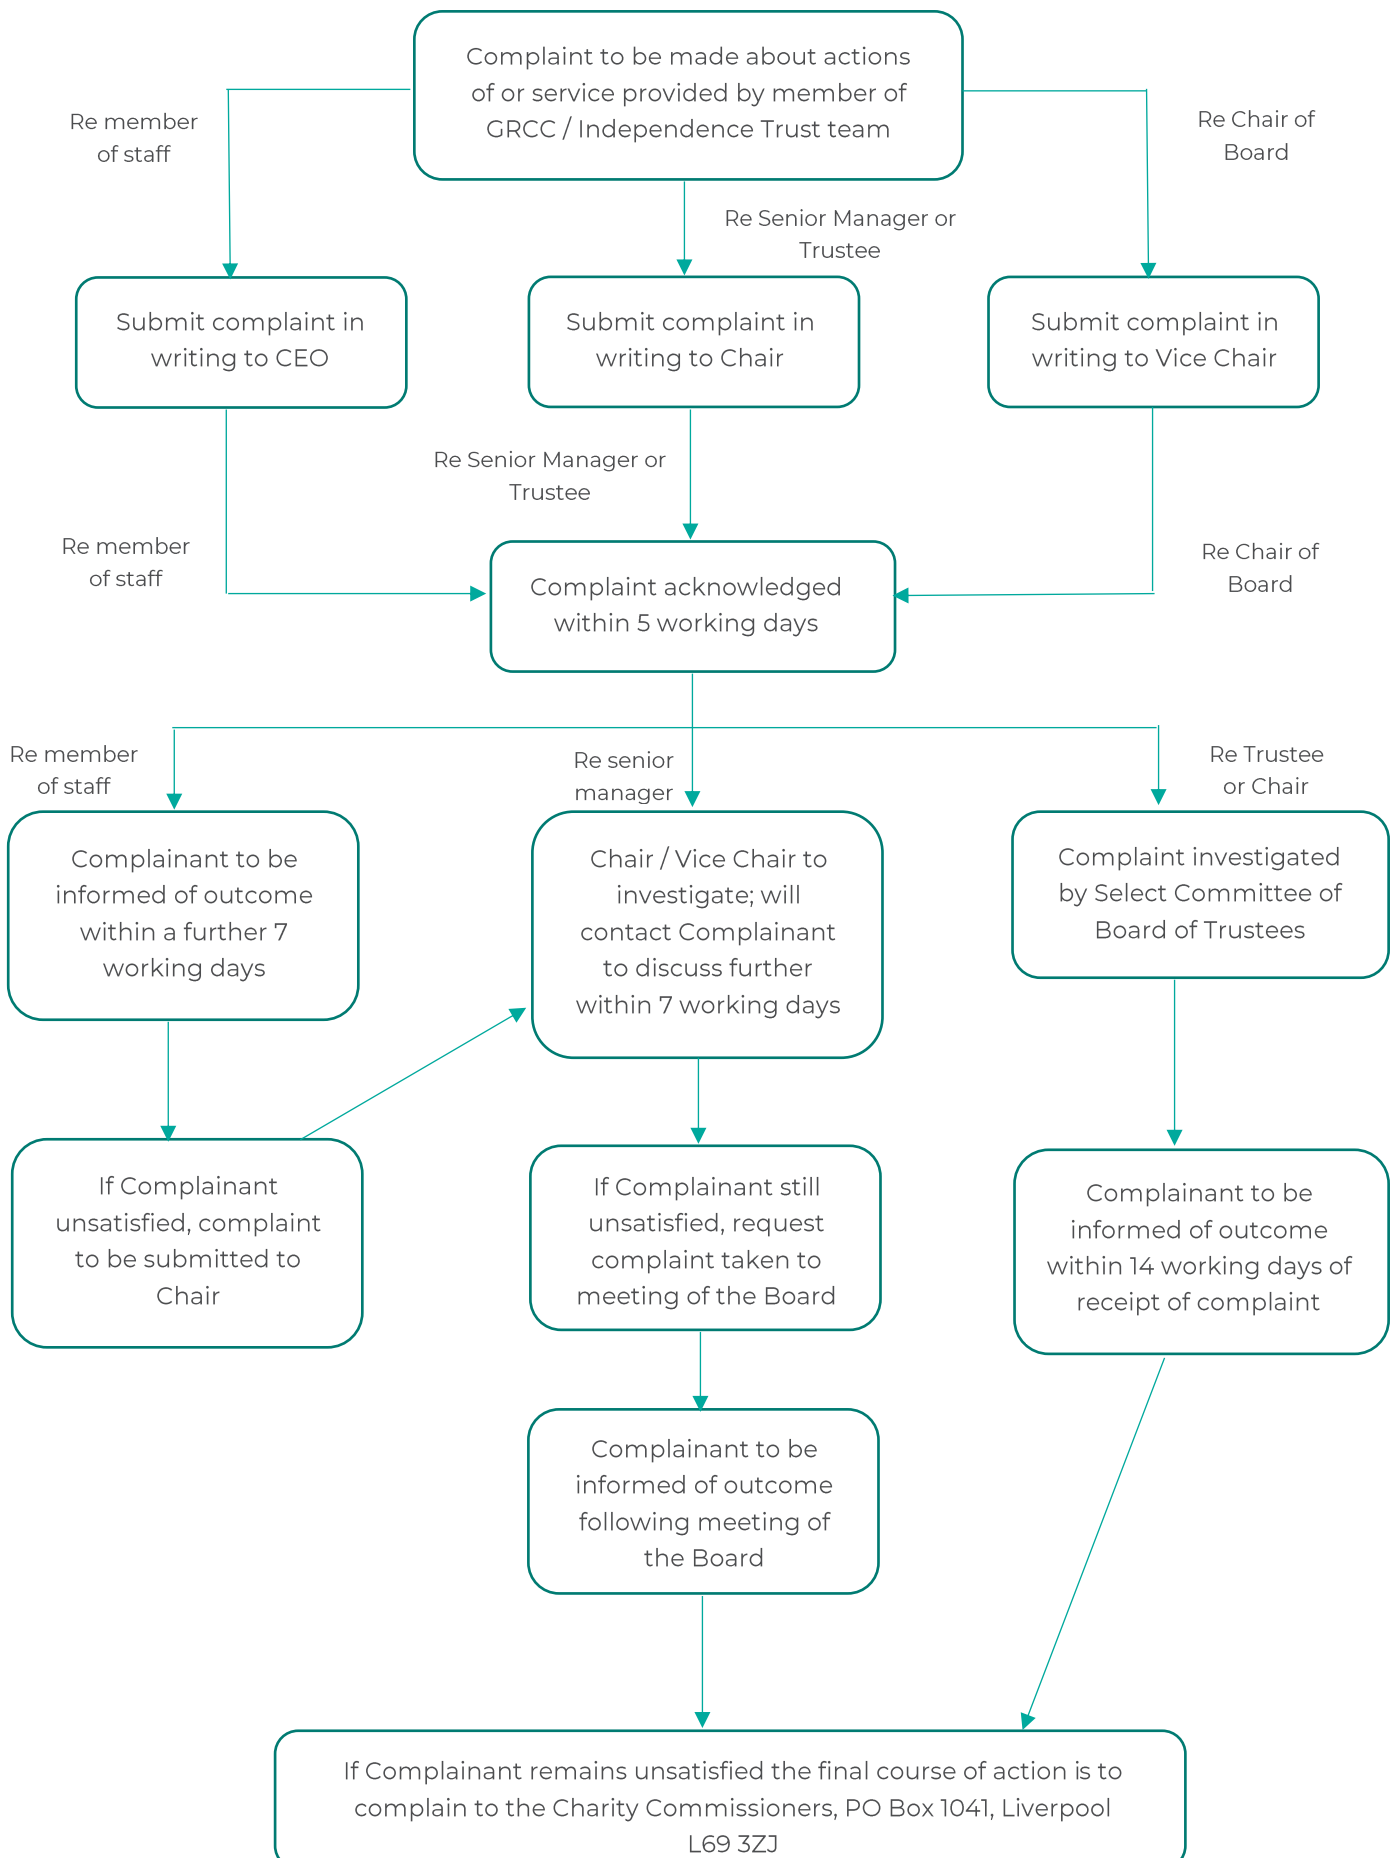 Complaint to be made about actions
of or service provided by member of
GRCC / Independence Trust team
Re member
of staff
Re Chair of
Board
Re Senior Manager or
Trustee
Submit complaint in
writing to CEO
Submit complaint in
writing to Chair
Submit complaint in
writing to Vice Chair
Re Senior Manager or
Trustee
Re member
of staff
Re Chair of
Board
Complaint acknowledged
within 5 working days
Re member
of staff
Re senior
manager
Re Trustee
or Chair
Complainant to be
informed of outcome
within a further 7
working days
Chair / Vice Chair to
investigate; will
contact Complainant
to discuss further
within 7 working days
Complaint investigated
by Select Committee of
Board of Trustees
If Complainant
unsatisfied, complaint
to be submitted to
Chair
If Complainant still
unsatisfied, request
complaint taken to
meeting of the Board
Complainant to be
informed of outcome
within 14 working days of
receipt of complaint
Complainant to be
informed of outcome
following meeting of
the Board
If Complainant remains unsatisfied the final course of action is to
complain to the Charity Commissioners, PO Box 1041, Liverpool
L69 3ZJ